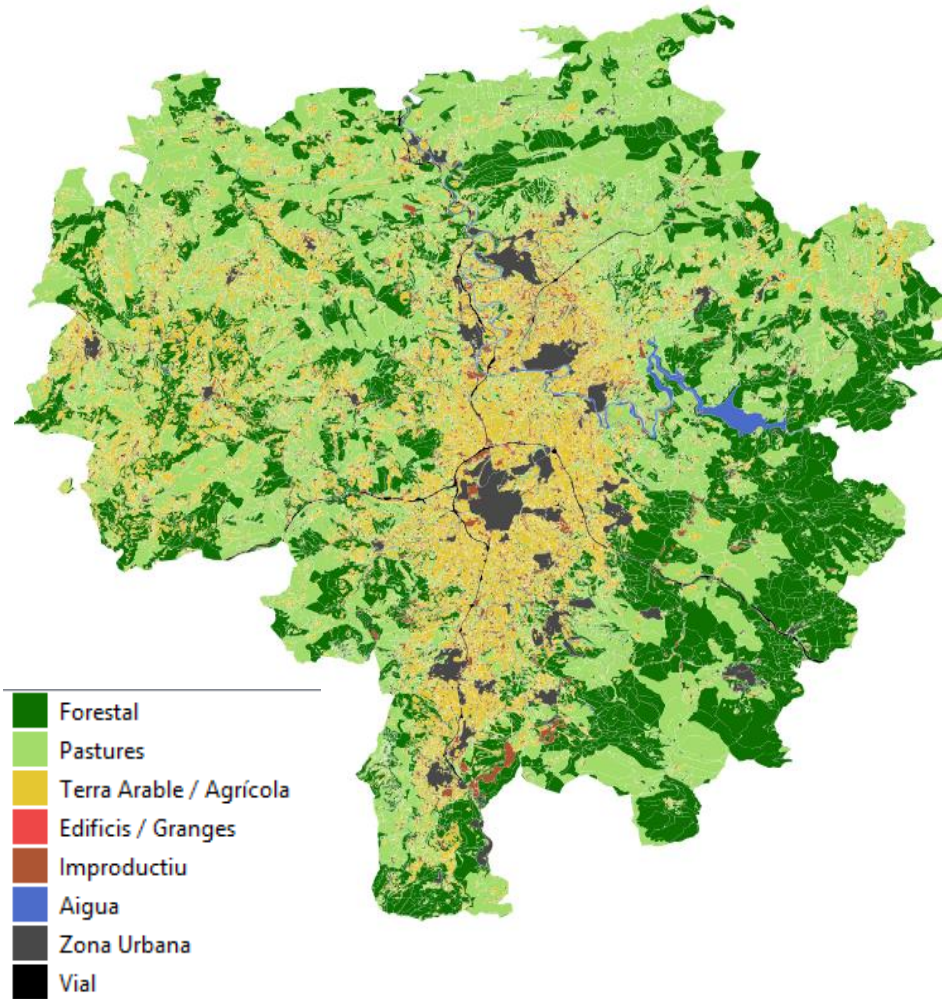 Forestal
Pastures
Terra Arable / Agrícola
Edificis / Granges
Improductiu
Aigua
Zona Urbana
Vial